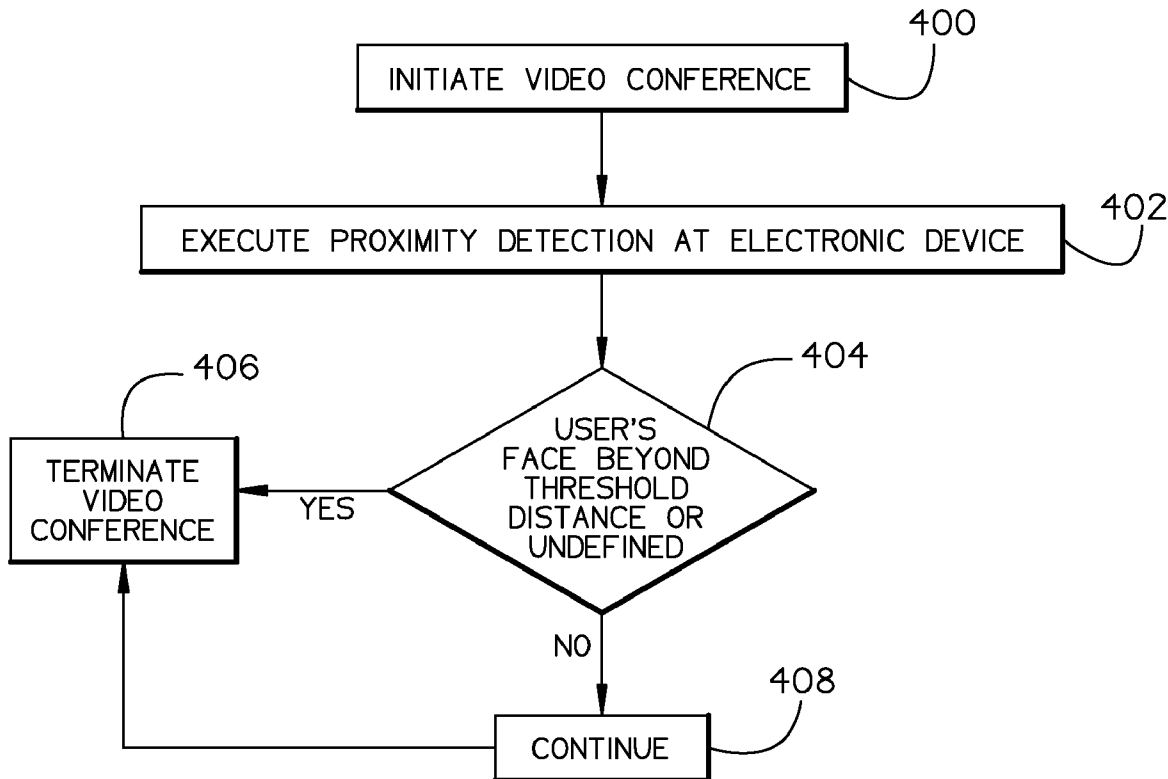 400
INITIATE VIDEO CONFERENCE
402
EXECUTE PROXIMITY DETECTION AT ELECTRONIC DEVICE
404
USER'S
FACE BEYOND
THRESHOLD
DISTANCE OR
UNDEFINED
406
TERMINATE
VIDEO
CONFERENCE
YES
NO
408
CONTINUE